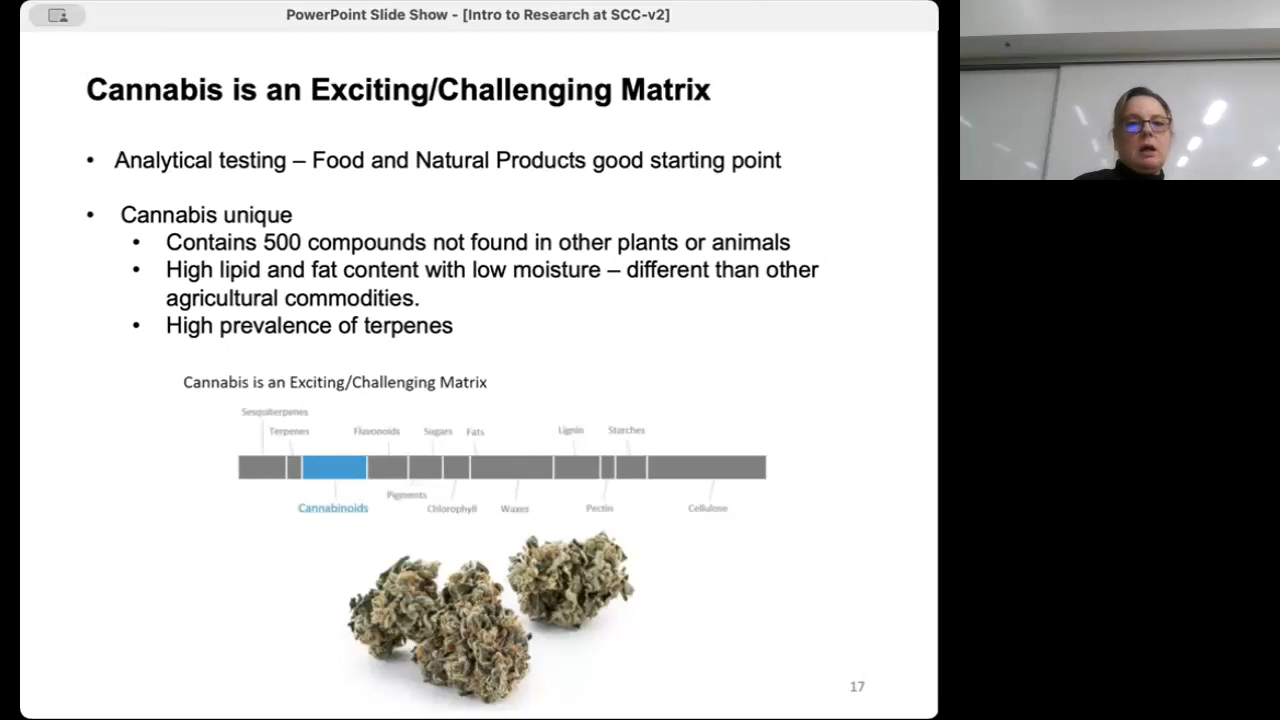 PowerPoint Slide Show - [Intro to Research at SCC-v2]
Cannabis is an Exciting/Challenging Matrix
• Analytical testing – Food and Natural Products good starting point
• Cannabis unique
• Contains 500 compounds not found in other plants or animals
• High lipid and fat content with low moisture – different than other
agricultural commodities.
• High prevalence of terpenes
Cannabis is an Exciting/Challenging Matrix
Sesquiterpenes
Terpenes Flavonoids Sugars Fats Lignin Starches
Pigments
Cannabinoids Chlorophyll Waxes Pectin Cellulose
17